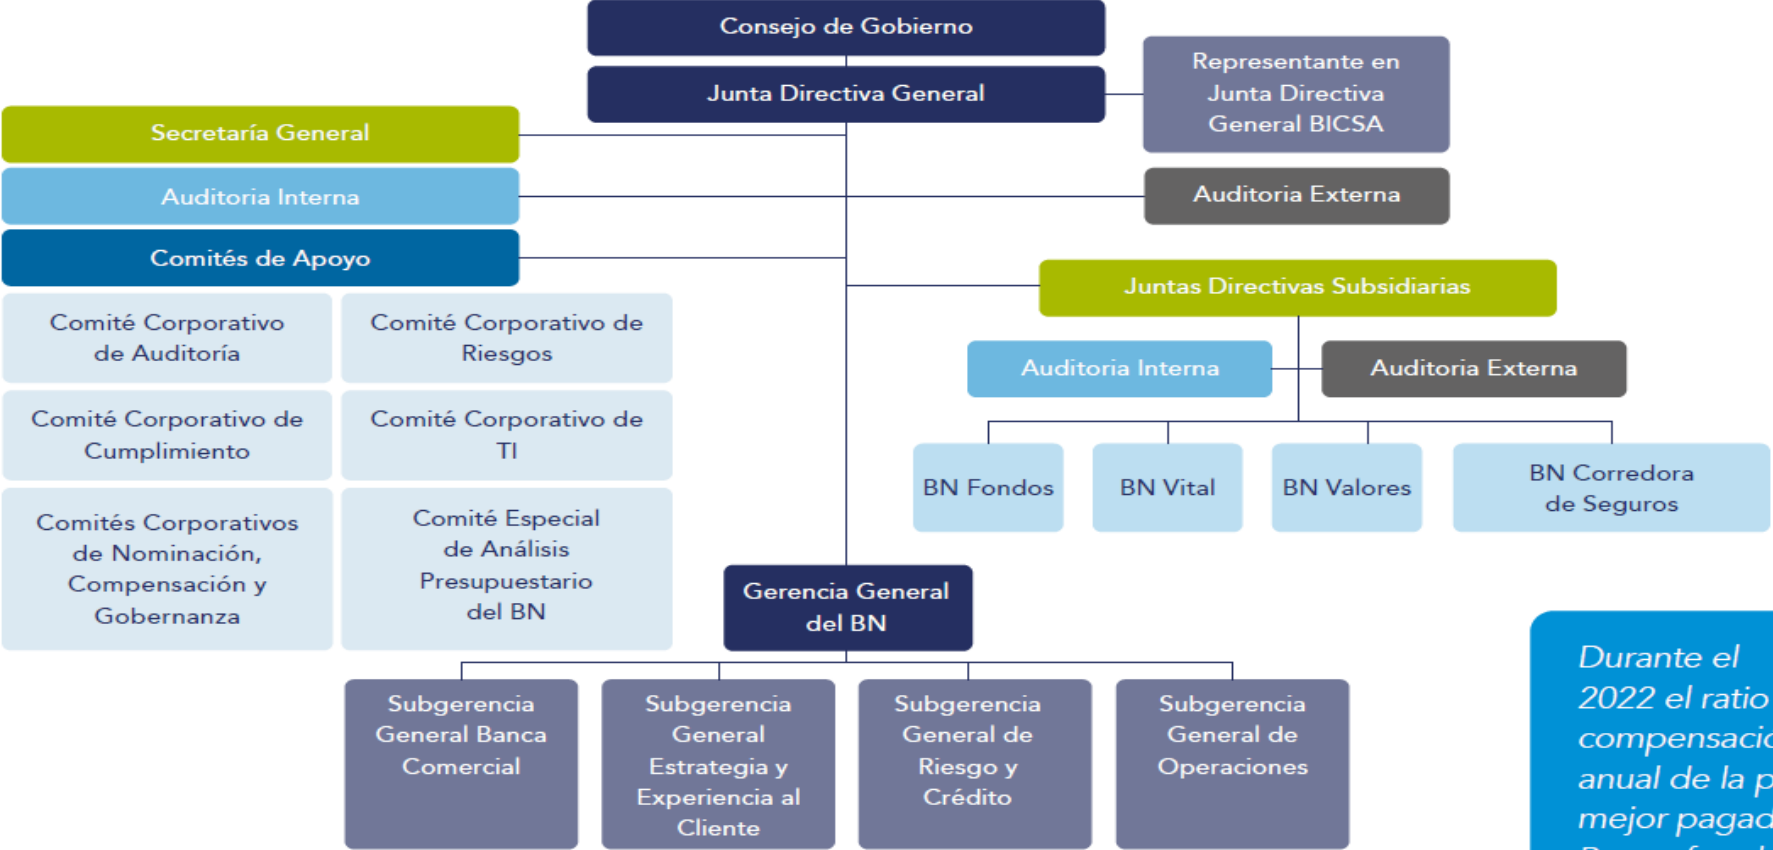 Consejo de Gobierno
Junta Directiva General
Representante en
Junta Directiva
General BICSA
Secretaría General
Auditoria Interna
Auditoria Externa
Comités de Apoyo
Juntas Directivas Subsidiarias
Comité Corporativo
de Auditoría
Comité Corporativo de
Riesgos
Auditoria Interna
Auditoria Externa
Comité Corporativo de
Cumplimiento
Comité Corporativo de
TI
BN Fondos
BN Vital
BN Valores
BN Corredora
de Seguros
Comités Corporativos
de Nominación,
Compensación y
Gobernanza
Comité Especial
de Análisis
Presupuestario
del BN
Gerencia General
del BN
Subgerencia
General Banca
Comercial
Subgerencia
General
Estrategia y
Experiencia al
Cliente
Subgerencia
General de
Riesgo y
Crédito
Subgerencia
General de
Operaciones
Durante el
2022 el ratio
compensació
anual de la p
mejor pagad